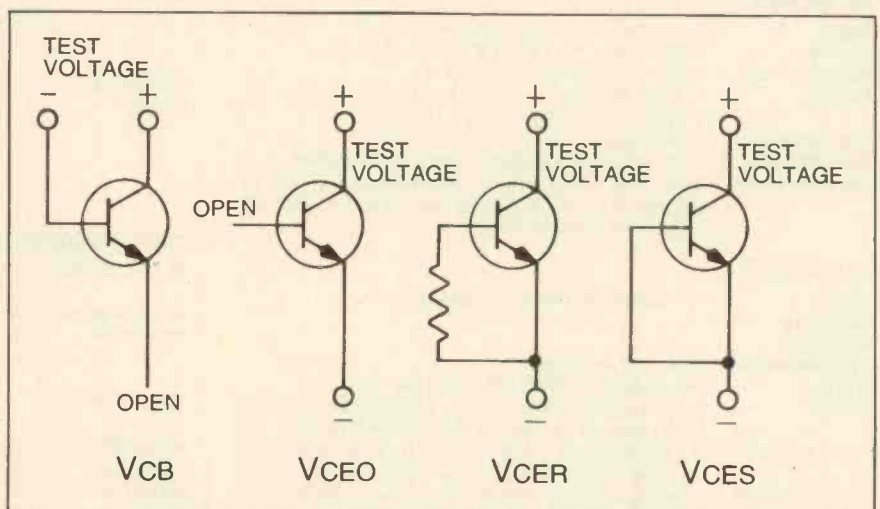 TEST
VOLTAGE
- +
OPEN
VCB
+
TEST
VOLTAGE
OPEN
-
VCEO
+
TEST
VOLTAGE
-
VCER
+
TEST
VOLTAGE
-
VCES